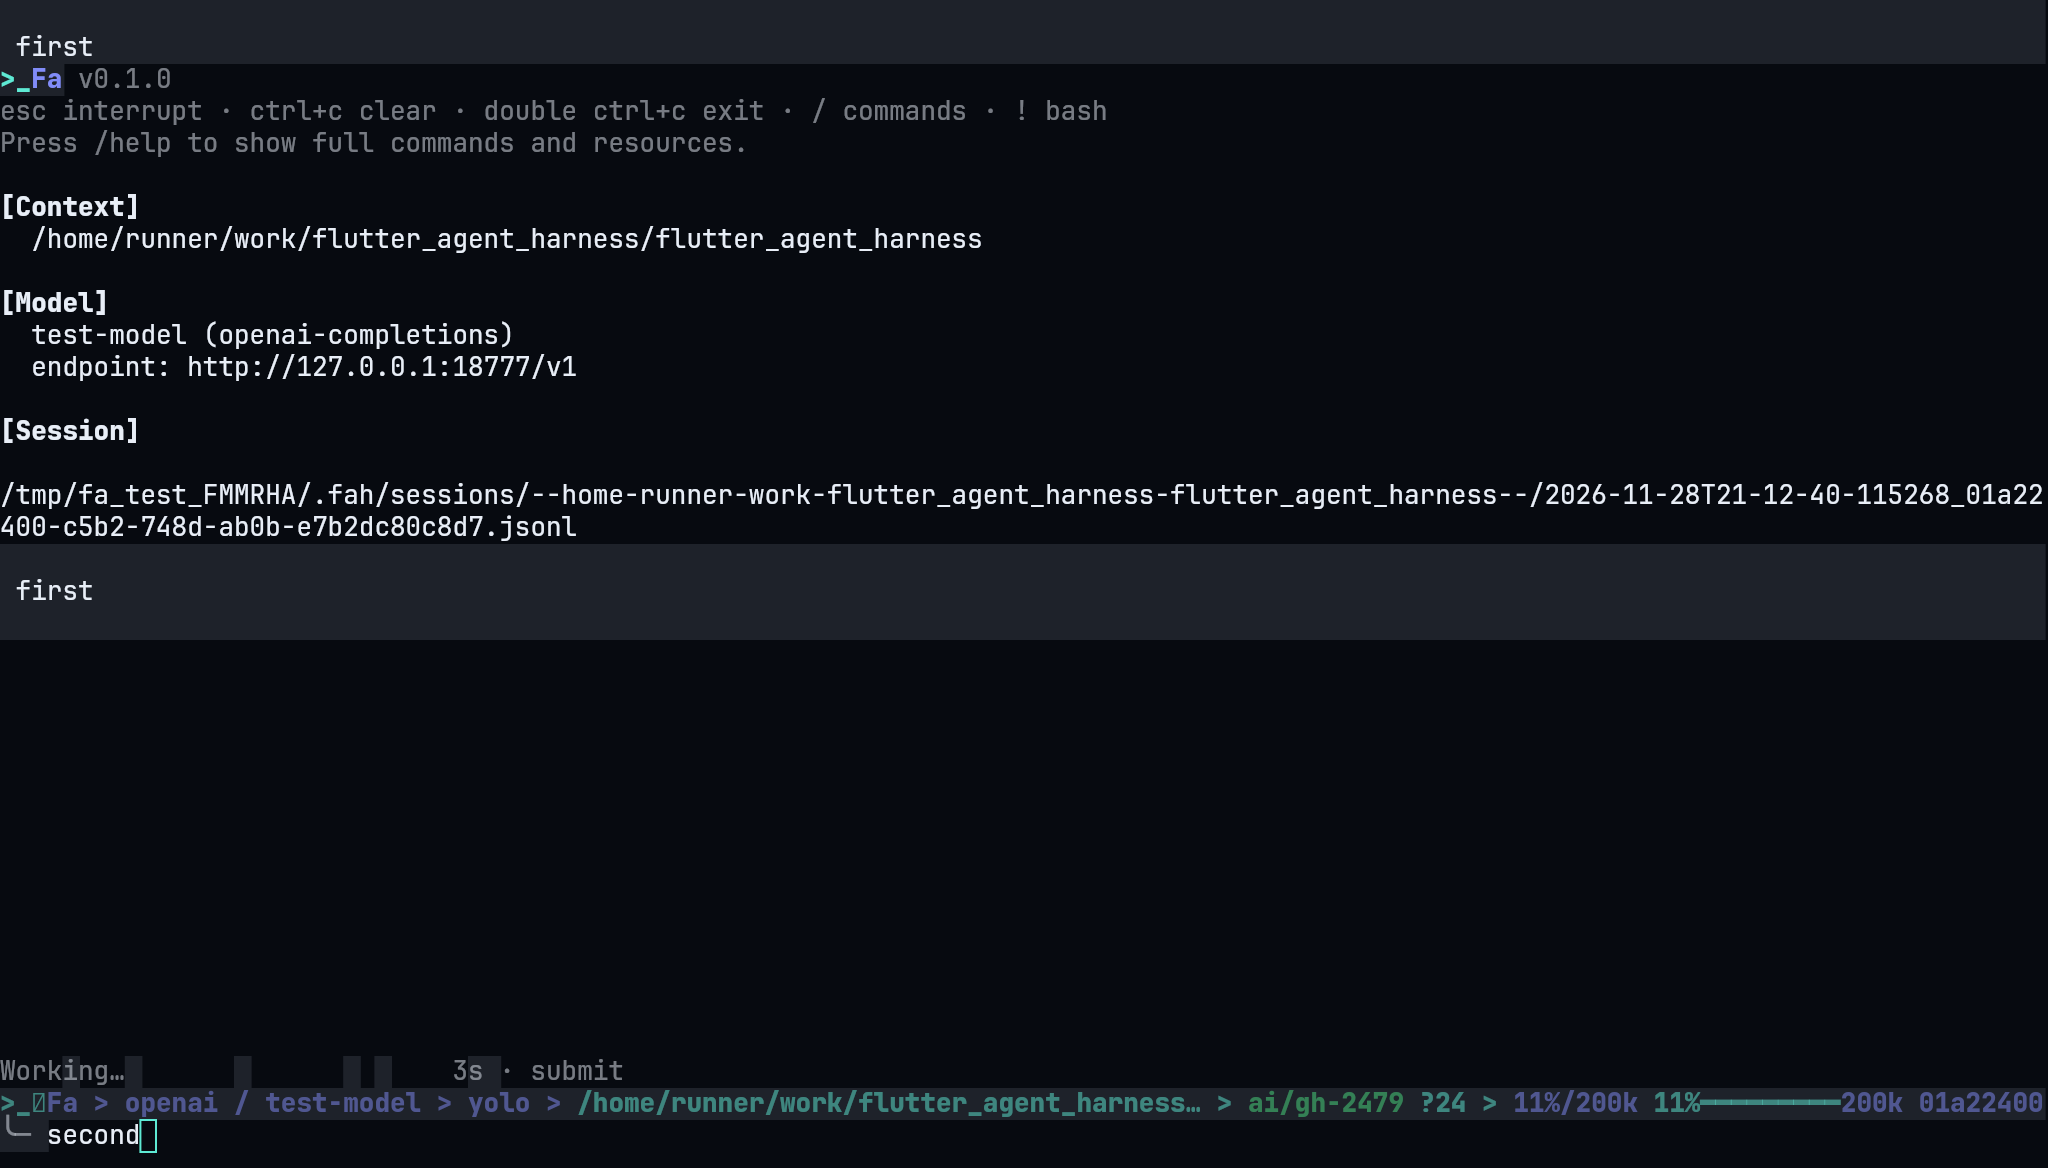 first
>_Fa v0.1.0
esc interrupt · ctrl+c clear · double ctrl+c exit · / commands · ! bash
Press /help to show full commands and resources.
[Context]
/home/runner/work/flutter_agent_harness/flutter_agent_harness
[Model]
test-model (openai-completions)
endpoint: http://127.0.0.1:18777/v1
[Session]
/tmp/fa_test_FMMRHA/.fah/sessions/--home-runner-work-flutter_agent_harness-flutter_agent_harness--/2026-11-28T21-12-40-115268_01a22
400-c5b2-748d-ab0b-e7b2dc80c8d7.jsonl
first
Working… 3s · submit
>_Fa > openai / test-model > yolo > /home/runner/work/flutter_agent_harness… > ai/gh-2479 ?24 > 11%/200k 11%━━━━━━━━━200k 01a22400
╰─ second